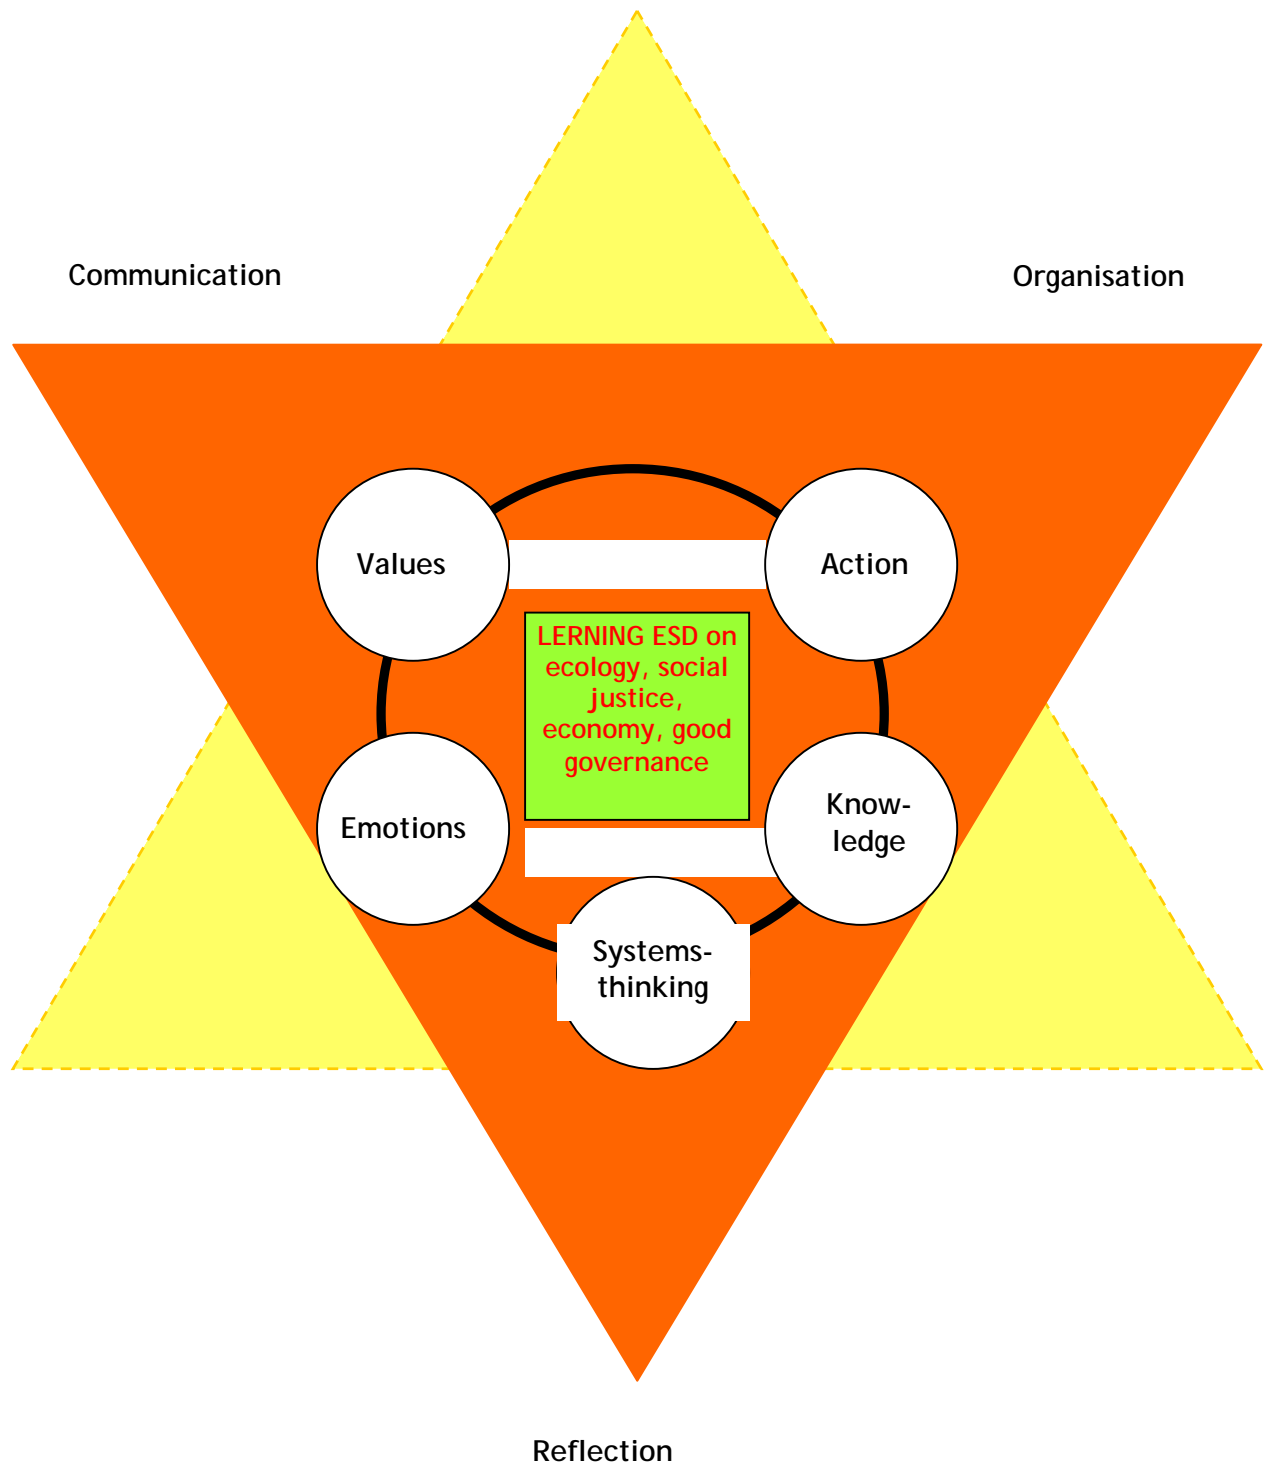 Communication
Organisation
Values
Action
LERNING ESD on
ecology, social
justice,
economy, good
governance
Emotions
Know-
ledge
Systems-
thinking
Reflection